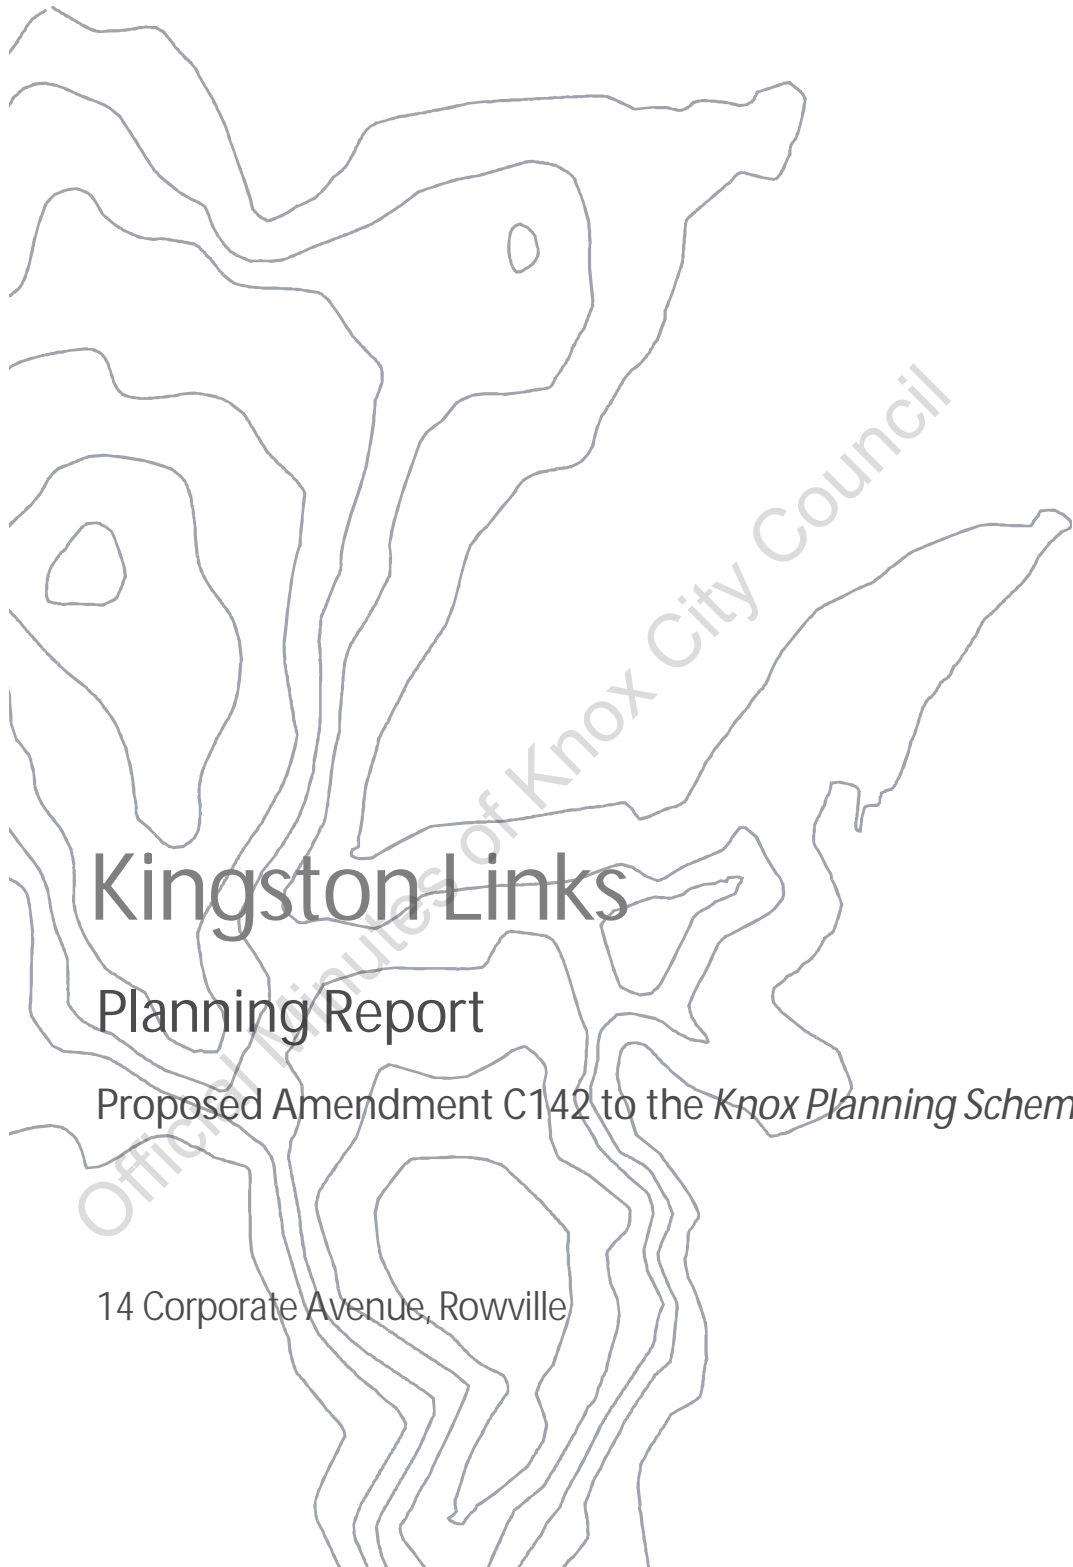 Kingston Links
Planning Report
Proposed Amendment C142 to the Knox Planning Schem
14 Corporate Avenue, Rowville
Official Minutes of Knox City Council